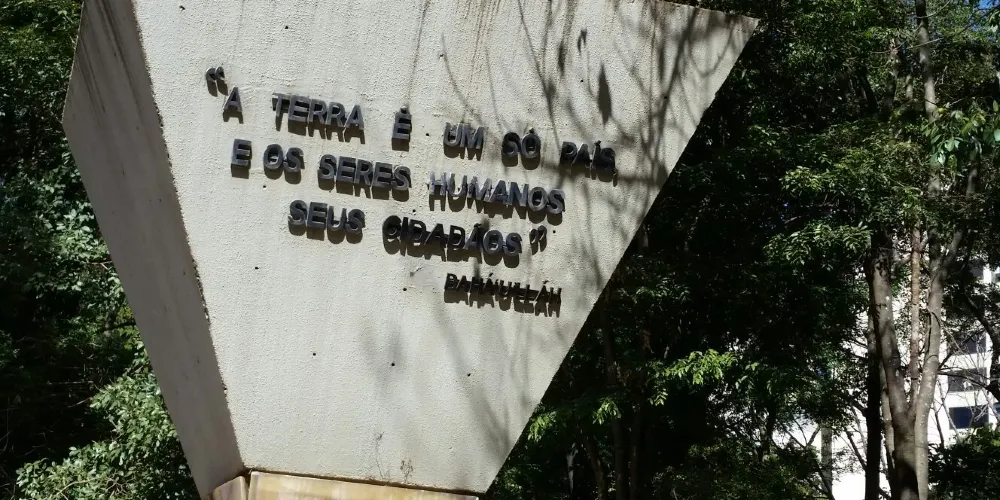 “A TERRA É UM SÓ PAÍS,
E OS SERES HUMANOS
SEUS CIDADÃOS”
BAHÁ'U'LLÁH